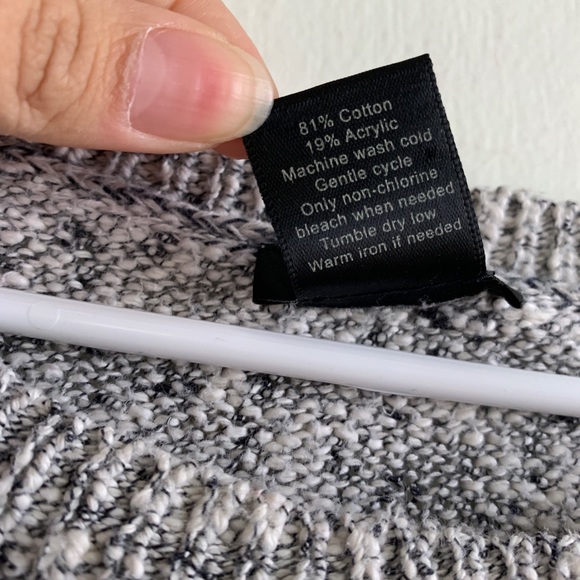 81% Cotton
19% Acrylic
Machine wash cold
Gentle cycle
Only non-chlorine
bleach when needed
Tumble dry low
Warm iron if needed